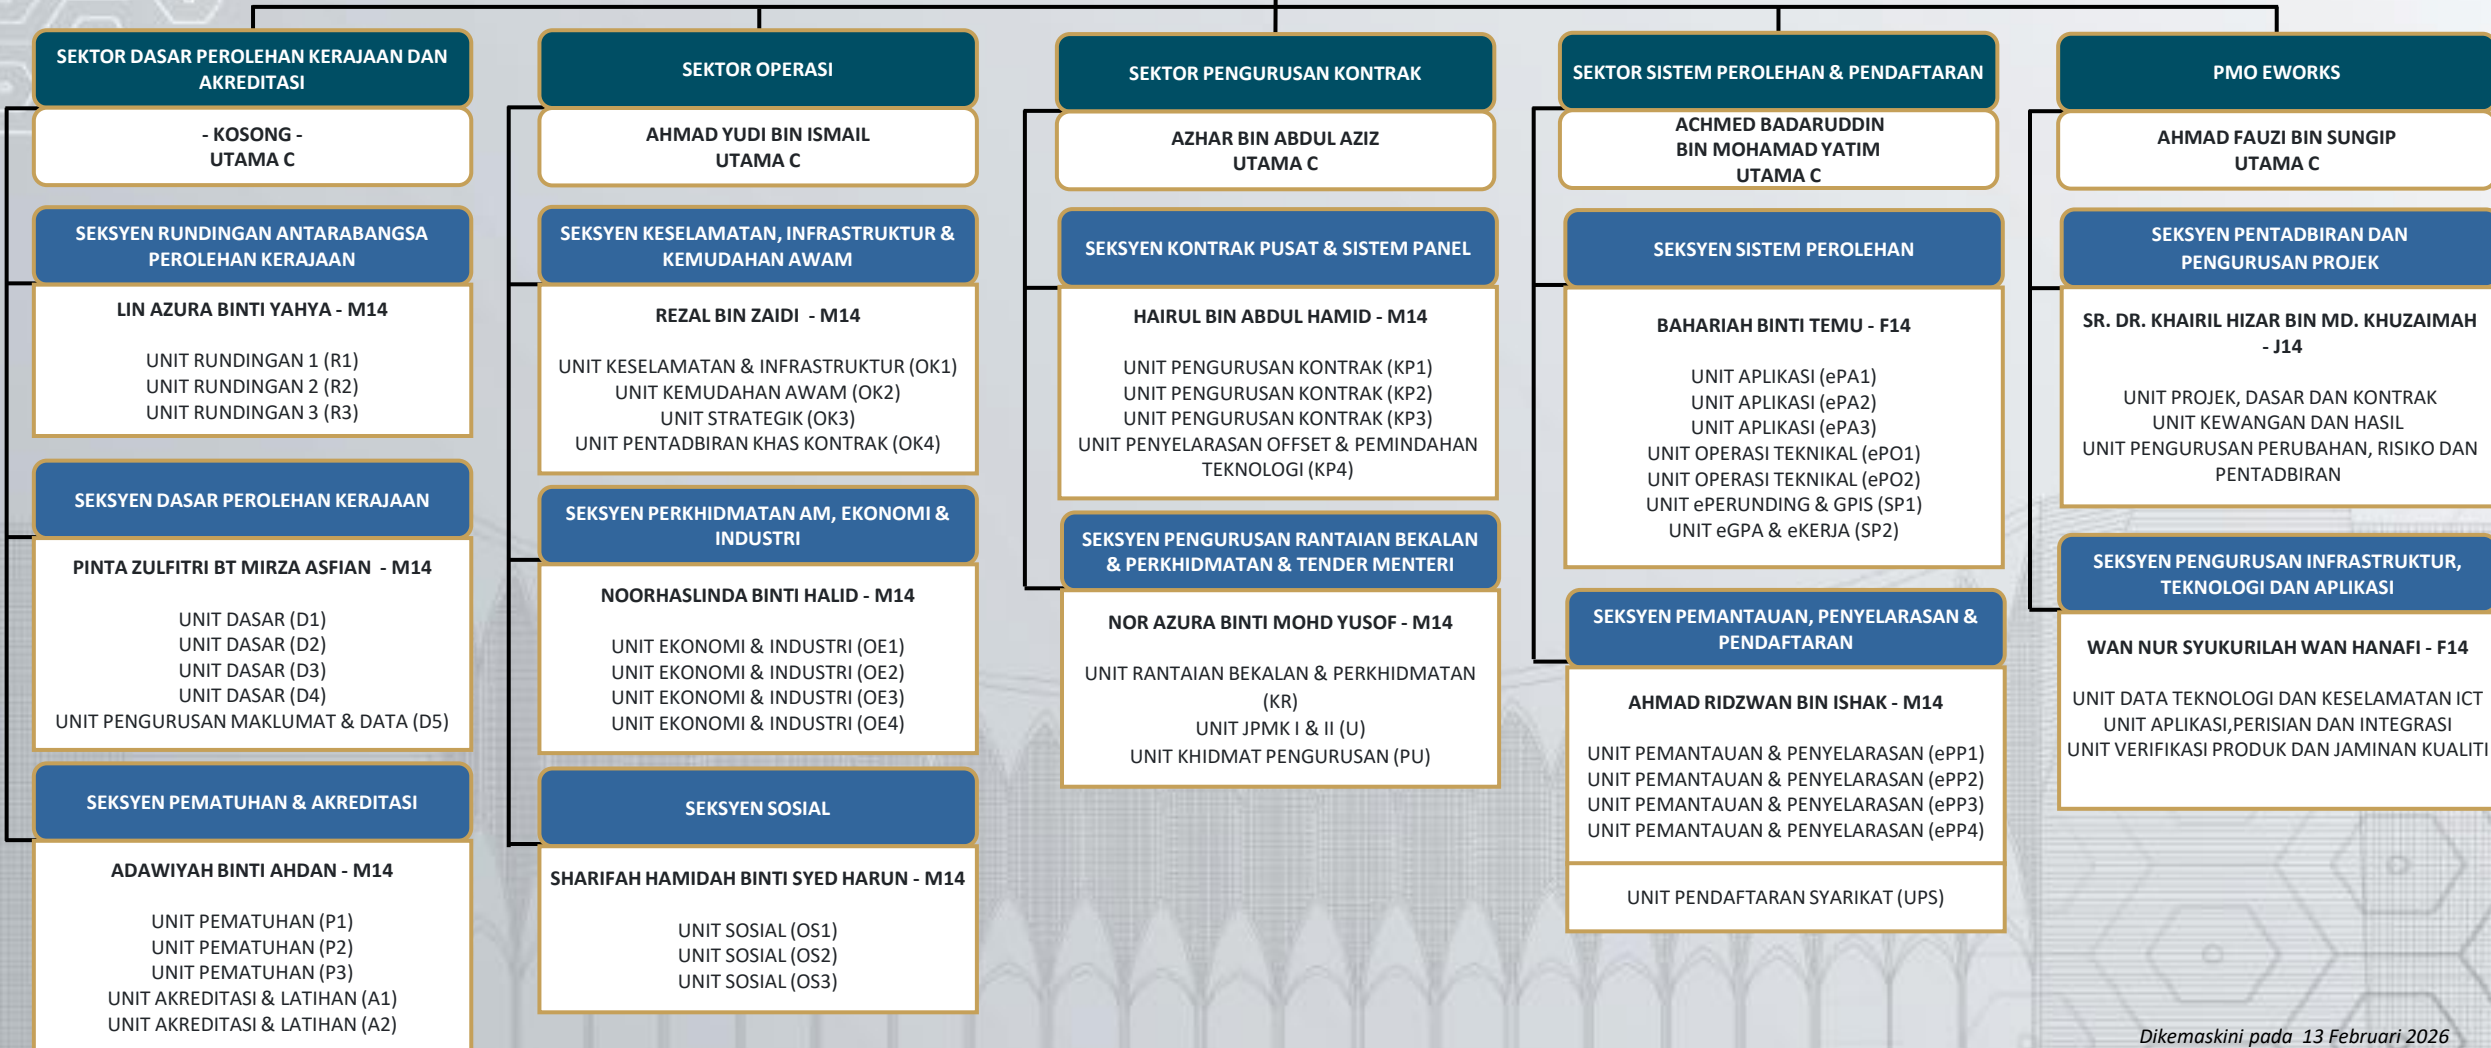 SEKTOR DASAR PEROLEHAN KERAJAAN DAN
AKREDITASI
- KOSONG -
UTAMA C
SEKSYEN RUNDINGAN ANTARABANGSA
PEROLEHAN KERAJAAN
LIN AZURA BINTI YAHYA - M14
UNIT RUNDINGAN 1 (R1)
UNIT RUNDINGAN 2 (R2)
UNIT RUNDINGAN 3 (R3)
SEKSYEN DASAR PEROLEHAN KERAJAAN
PINTA ZULFITRI BT MIRZA ASFIAN - M14
UNIT DASAR (D1)
UNIT DASAR (D2)
UNIT DASAR (D3)
UNIT DASAR (D4)
UNIT PENGURUSAN MAKLUMAT & DATA (D5)
SEKSYEN PEMATUHAN & AKREDITASI
ADAWIYAH BINTI AHDAN - M14
UNIT PEMATUHAN (P1)
UNIT PEMATUHAN (P2)
UNIT PEMATUHAN (P3)
UNIT AKREDITASI & LATIHAN (A1)
UNIT AKREDITASI & LATIHAN (A2)
SEKTOR OPERASI
AHMAD YUDI BIN ISMAIL
UTAMA C
SEKSYEN KESELAMATAN, INFRASTRUKTUR &
KEMUDAHAN AWAM
REZAL BIN ZAIDI - M14
UNIT KESELAMATAN & INFRASTRUKTUR (OK1)
UNIT KEMUDAHAN AWAM (OK2)
UNIT STRATEGIK (OK3)
UNIT PENTADBIRAN KHAS KONTRAK (OK4)
SEKSYEN PERKHIDMATAN AM, EKONOMI &
INDUSTRI
NOORHASLINDA BINTI HALID - M14
UNIT EKONOMI & INDUSTRI (OE1)
UNIT EKONOMI & INDUSTRI (OE2)
UNIT EKONOMI & INDUSTRI (OE3)
UNIT EKONOMI & INDUSTRI (OE4)
SEKSYEN SOSIAL
SHARIFAH HAMIDAH BINTI SYED HARUN - M14
UNIT SOSIAL (OS1)
UNIT SOSIAL (OS2)
UNIT SOSIAL (OS3)
SEKTOR PENGURUSAN KONTRAK
AZHAR BIN ABDUL AZIZ
UTAMA C
SEKSYEN KONTRAK PUSAT & SISTEM PANEL
HAIRUL BIN ABDUL HAMID - M14
UNIT PENGURUSAN KONTRAK (KP1)
UNIT PENGURUSAN KONTRAK (KP2)
UNIT PENGURUSAN KONTRAK (KP3)
UNIT PENYELARASAN OFFSET & PEMINDAHAN
TEKNOLOGI (KP4)
SEKSYEN PENGURUSAN RANTAIAN BEKALAN
& PERKHIDMATAN & TENDER MENTERI
NOR AZURA BINTI MOHD YUSOF - M14
UNIT RANTAIAN BEKALAN & PERKHIDMATAN
(KR)
UNIT JPMK I & II (U)
UNIT KHIDMAT PENGURUSAN (PU)
SEKTOR SISTEM PEROLEHAN & PENDAFTARAN
ACHMED BADARUDDIN
BIN MOHAMAD YATIM
UTAMA C
SEKSYEN SISTEM PEROLEHAN
BAHARIAH BINTI TEMU - F14
UNIT APLIKASI (ePA1)
UNIT APLIKASI (ePA2)
UNIT APLIKASI (ePA3)
UNIT OPERASI TEKNIKAL (ePO1)
UNIT OPERASI TEKNIKAL (ePO2)
UNIT ePERUNDING & GPIS (SP1)
UNIT eGPA & eKERJA (SP2)
SEKSYEN PEMANTAUAN, PENYELARASAN &
PENDAFTARAN
AHMAD RIDZWAN BIN ISHAK - M14
UNIT PEMANTAUAN & PENYELARASAN (ePP1)
UNIT PEMANTAUAN & PENYELARASAN (ePP2)
UNIT PEMANTAUAN & PENYELARASAN (ePP3)
UNIT PEMANTAUAN & PENYELARASAN (ePP4)
UNIT PENDAFTARAN SYARIKAT (UPS)
PMO EWORKS
AHMAD FAUZI BIN SUNGIP
UTAMA C
SEKSYEN PENTADBIRAN DAN
PENGURUSAN PROJEK
SR. DR. KHAIRIL HIZAR BIN MD. KHUZAIMAH
- J14
UNIT PROJEK, DASAR DAN KONTRAK
UNIT KEWANGAN DAN HASIL
UNIT PENGURUSAN PERUBAHAN, RISIKO DAN
PENTADBIRAN
SEKSYEN PENGURUSAN INFRASTRUKTUR,
TEKNOLOGI DAN APLIKASI
WAN NUR SYUKURILAH WAN HANAFI - F14
UNIT DATA TEKNOLOGI DAN KESELAMATAN ICT
UNIT APLIKASI,PERISIAN DAN INTEGRASI
UNIT VERIFIKASI PRODUK DAN JAMINAN KUALITI
Dikemaskini pada 13 Februari 2026